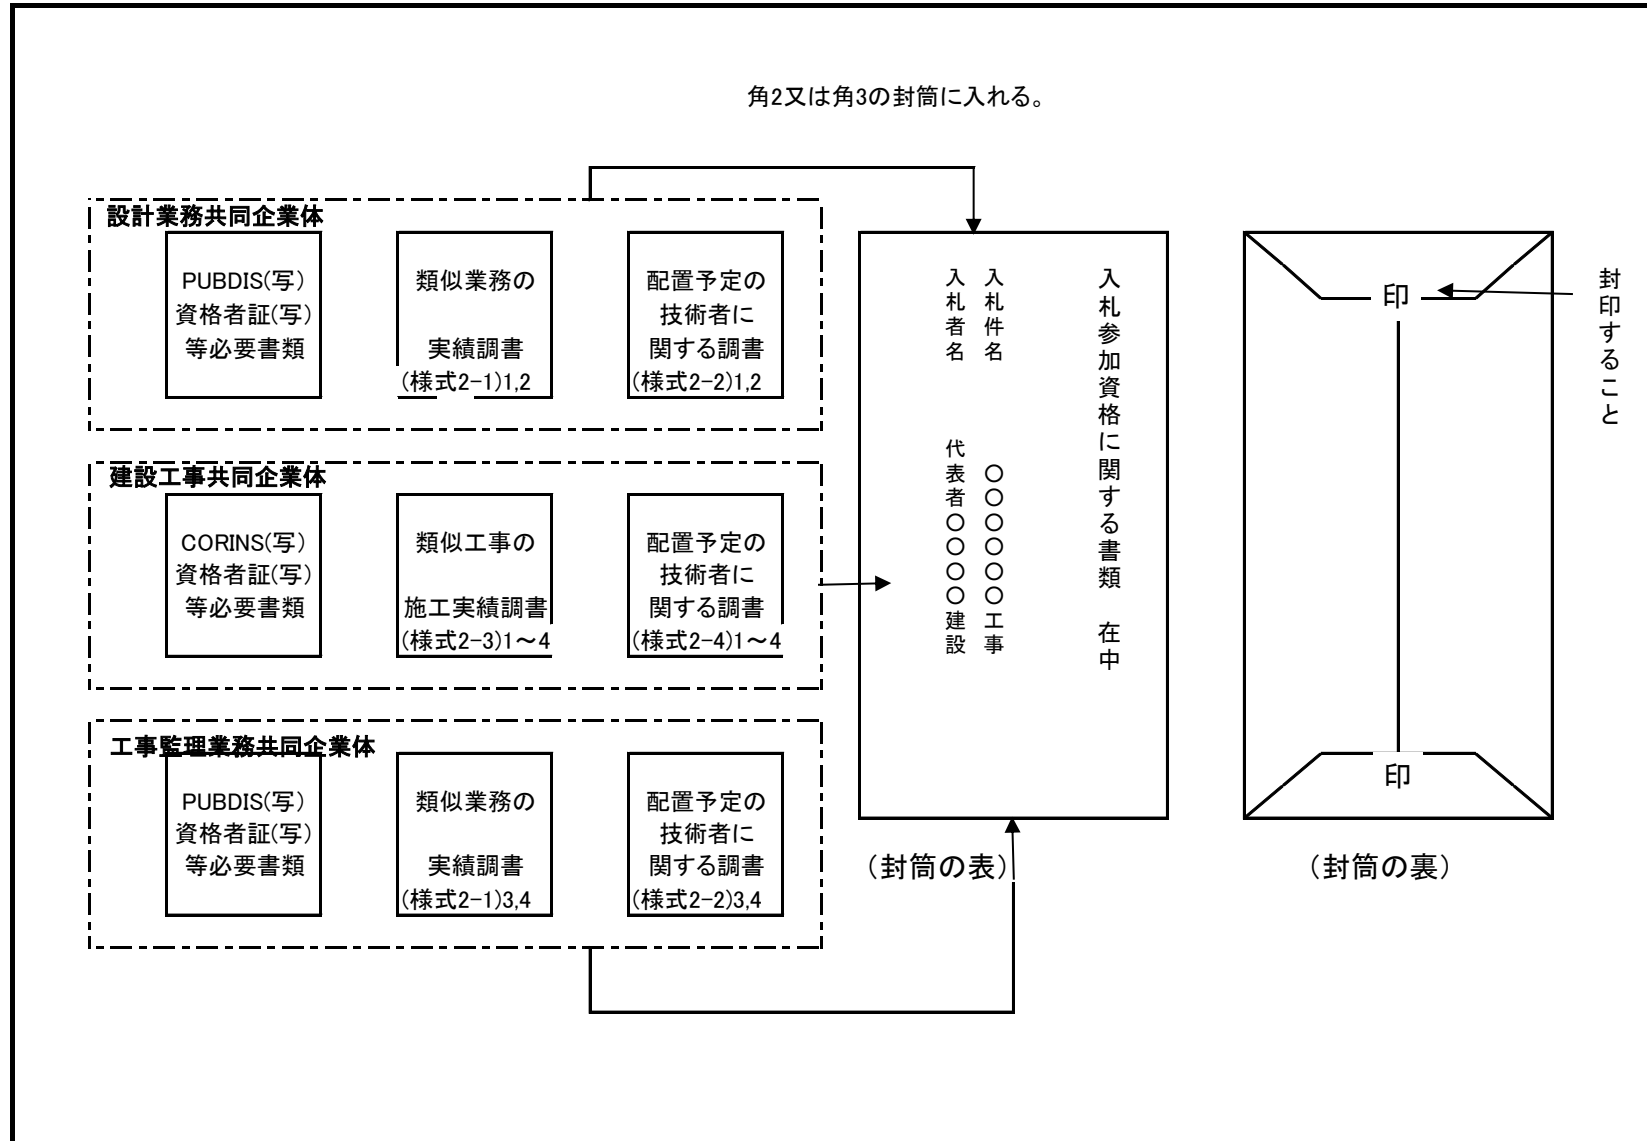 角2又は角3の封筒に入れる。
設計業務共同企業体
PUBDIS(写)
資格者証(写)
等必要書類
類似業務の
実績調書
(様式2-1)1,2
配置予定の
技術者に
関する調書
(様式2-2)1,2
建設工事共同企業体
CORINS(写)
資格者証(写)
等必要書類
類似工事の
施工実績調書
(様式2-3)1～4
配置予定の
技術者に
関する調書
(様式2-4)1～4
工事監理業務共同企業体
PUBDIS(写)
資格者証(写)
等必要書類
類似業務の
実績調書
(様式2-1)3,4
配置予定の
技術者に
関する調書
(様式2-2)3,4
入札参加資格に関する書類　在中
入札件名　〇〇〇〇〇〇工事
入札者名　代表者〇〇〇〇建設
(封筒の表)
印
印
封印すること
(封筒の裏)